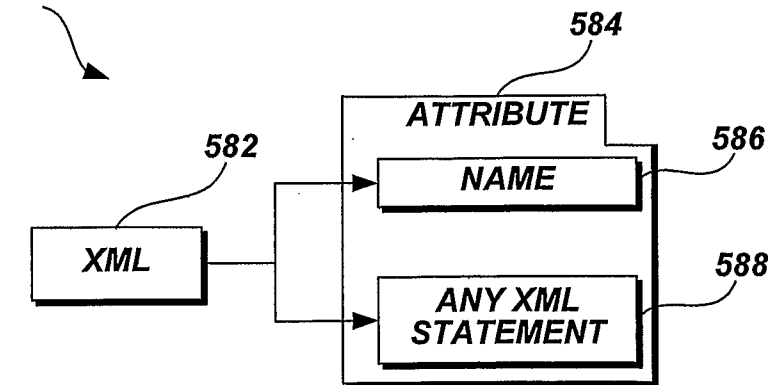 584
ATTRIBUTE
582
586
NAME
XML
588
ANY XML
STATEMENT